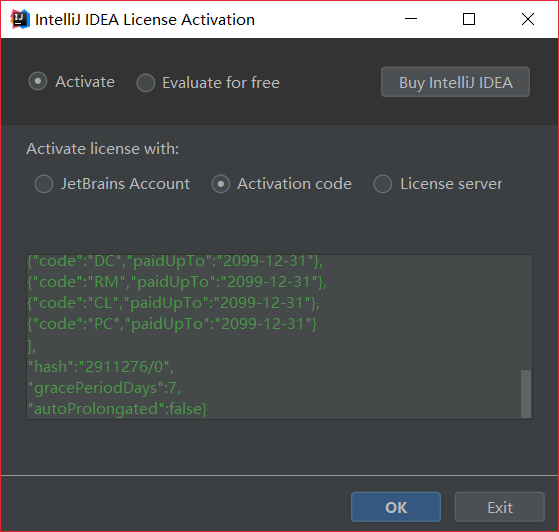 IntelliJ IDEA License Activation
Activate
Evaluate for free
Buy IntelliJ IDEA
Activate license with:
JetBrains Account
Activation code
License server
{"code":"DC","paidUpTo":"2099-12-31"},
{"code":"RM","paidUpTo":"2099-12-31"},
{"code":"CL","paidUpTo":"2099-12-31"},
{"code":"PC","paidUpTo":"2099-12-31"}
],
"hash":"2911276/0",
"gracePeriodDays":7,
"autoProlongated":false}
OK
Exit